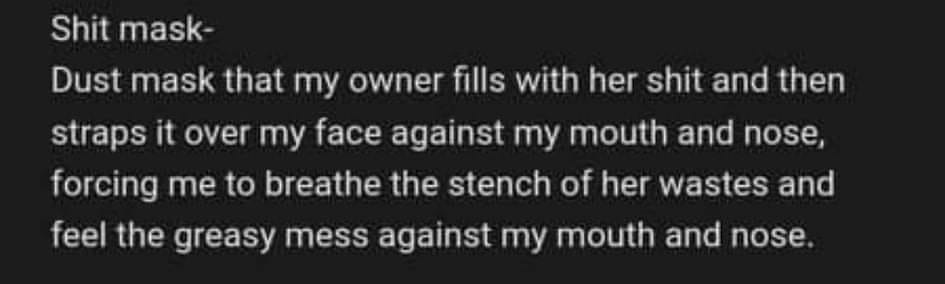 Shit mask-
Dust mask that my owner fills with her shit and then
straps it over my face against my mouth and nose,
forcing me to breathe the stench of her wastes and
feel the greasy mess against my mouth and nose.